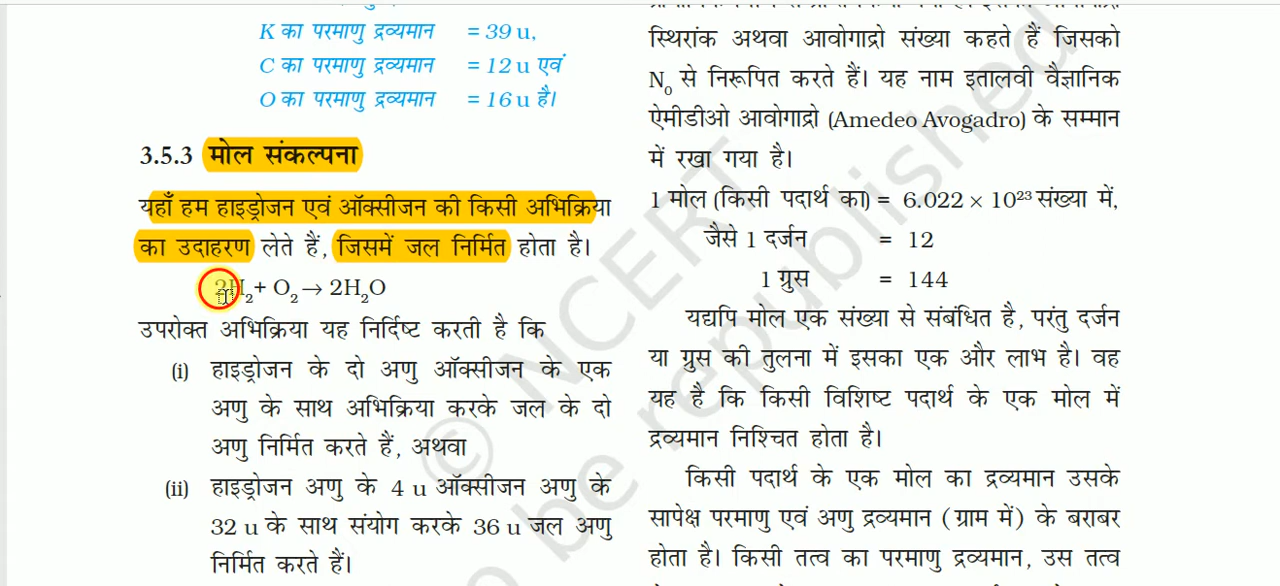 K का परमाणु द्रव्यमान = 39 u,
C का परमाणु द्रव्यमान = 12 u एवं
O का परमाणु द्रव्यमान = 16 u है।
3.5.3 मोल संकल्पना
यहाँ हम हाइड्रोजन एवं ऑक्सीजन की किसी अभिक्रिया
का उदाहरण लेते हैं, जिसमें जल निर्मित होता है।
2H₂ + O₂ → 2H₂O
उपरोक्त अभिक्रिया यह निर्दिष्ट करती है कि
(i) हाइड्रोजन के दो अणु ऑक्सीजन के एक
अणु के साथ अभिक्रिया करके जल के दो
अणु निर्मित करते हैं, अथवा
(ii) हाइड्रोजन अणु के 4 u ऑक्सीजन अणु के
32 u के साथ संयोग करके 36 u जल अणु
निर्मित करते हैं।
स्थिरांक अथवा आवोगाद्रो संख्या कहते हैं जिसको
N₀ से निरूपित करते हैं। यह नाम इतालवी वैज्ञानिक
ऐमीडीओ आवोगाद्रो (Amedeo Avogadro) के सम्मान
में रखा गया है।
1 मोल (किसी पदार्थ का) = 6.022 × 10²³ संख्या में,
जैसे 1 दर्जन = 12
1 ग्रुस = 144
यद्यपि मोल एक संख्या से संबंधित है, परंतु दर्जन
या ग्रुस की तुलना में इसका एक और लाभ है। वह
यह है कि किसी विशिष्ट पदार्थ के एक मोल में
द्रव्यमान निश्चित होता है।
किसी पदार्थ के एक मोल का द्रव्यमान उसके
सापेक्ष परमाणु एवं अणु द्रव्यमान (ग्राम में) के बराबर
होता है। किसी तत्व का परमाणु द्रव्यमान, उस तत्व
© NCERT
be republished